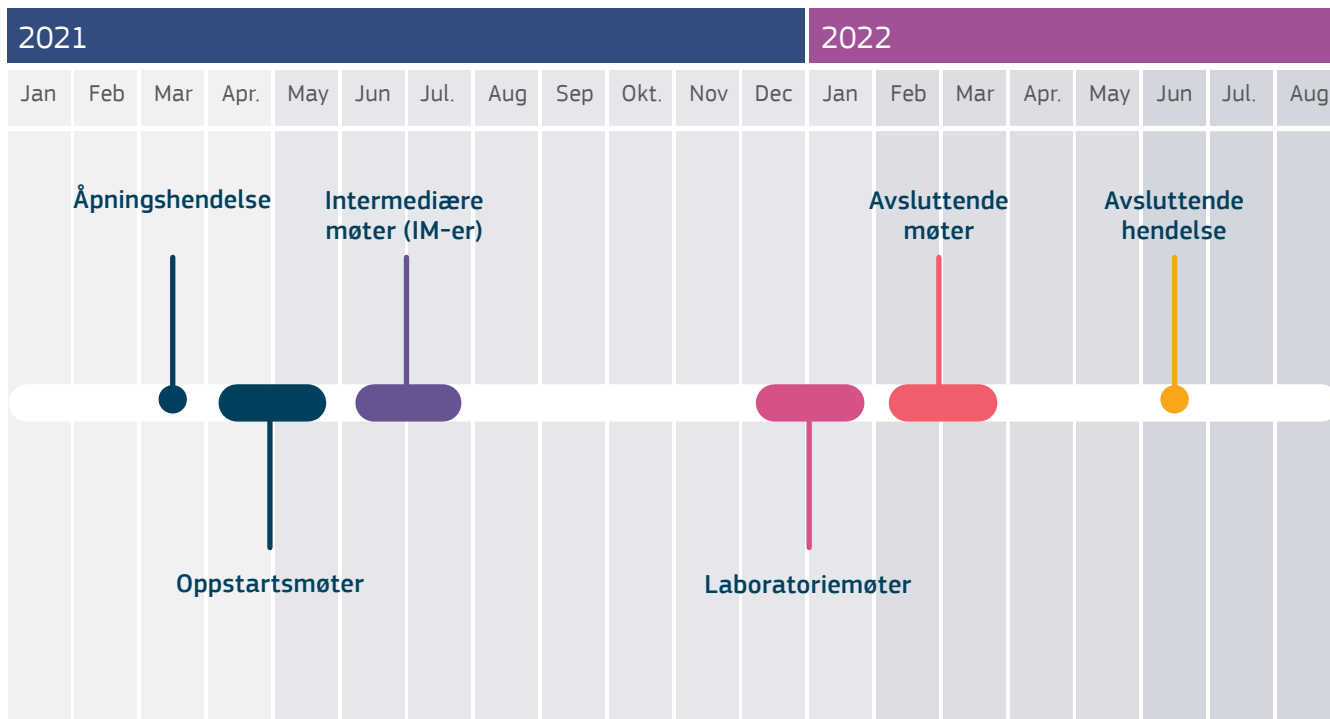 2021
2022
Jan Feb Mar Apr. May Jun Jul. Aug Sep Okt. Nov Dec Jan Feb Mar Apr. May Jun Jul. Aug
Åpningshendelse
Intermediære
møter (IM-er)
Avsluttende
møter
Avsluttende
hendelse
Oppstartsmøter
Laboratoriemøter